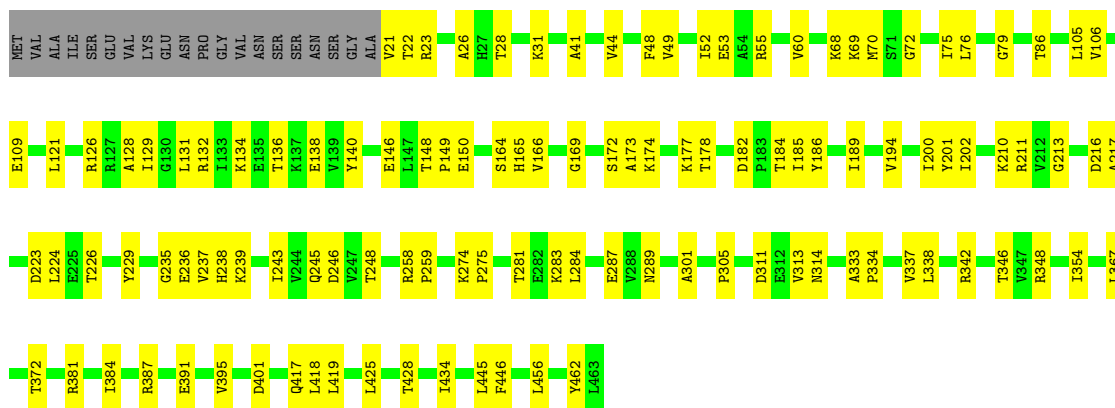 MET VAL ALA ILE SER GLU VAL LYS GLU ASN PRO GLY VAL ASN SER SER ASN SER GLY ALA V21 T22 R23 A26 H27 T28 K31 A41 V44 F48 V49 I52 E53 A54 R55 V60 K68 K69 M70 S71 G72 I75 L76 G79 T86 L105 V106
E109 L121 R126 R127 A128 I129 G130 L131 R132 I133 K134 E135 T136 K137 E138 V139 Y140 E146 L147 T148 P149 E150 S164 H165 V166 G169 S172 A173 K174 K177 T178 D182 P183 T184 I185 Y186 I189 V194 I200 Y201 I202 K210 R211 V212 G213 D216 A217
D223 L224 E225 T226 Y229 G235 E236 V237 H238 K239 I243 V244 Q245 D246 V247 T248 R258 P259 K274 P275 T281 E282 K283 L284 E287 V288 N289 A301 P305 D311 E312 V313 N314 A333 P334 V337 L338 R342 T346 V347 R348 I354
T372 R381 I384 R387 E391 V395 D401 Q417 L418 L419 L425 T428 I434 L445 F446 L456 Y462 L463